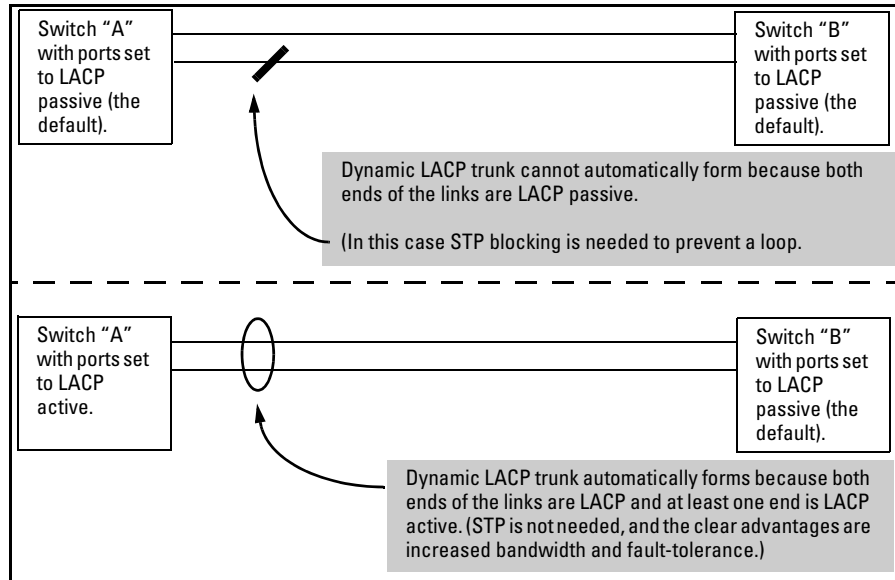 Switch “A”
with ports set
to LACP
passive (the
default).
Switch “B”
with ports set
to LACP
passive (the
default).
Dynamic LACP trunk cannot automatically form because both
ends of the links are LACP passive.
(In this case STP blocking is needed to prevent a loop.
Switch “A”
with ports set
to LACP
active.
Switch “B”
with ports set
to LACP
passive (the
default).
Dynamic LACP trunk automatically forms because both
ends of the links are LACP and at least one end is LACP
active. (STP is not needed, and the clear advantages are
increased bandwidth and fault-tolerance.)